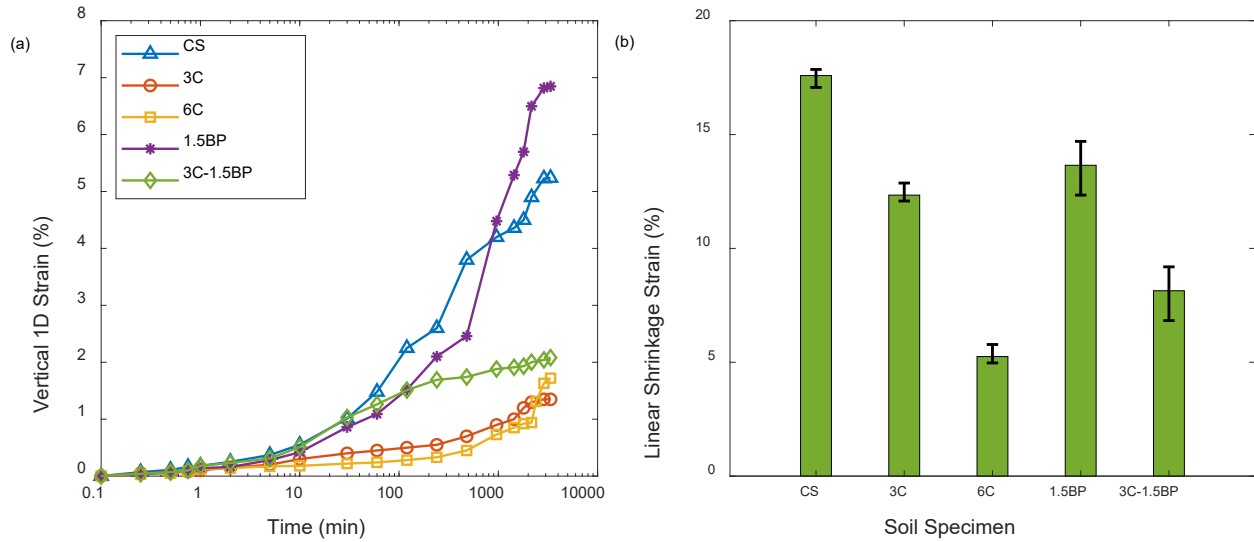 (a)
Vertical 1D Strain (%)
8
7
6
5
4
3
2
1
0
CS
3C
6C
1.5BP
3C-1.5BP
0.1
1.0
10
100
1000
10000
Time (min)
(b)
Linear Shrinkage Strain (%)
20
15
10
5
0
CS
3C
6C
1.5BP
3C-1.5BP
Soil Specimen